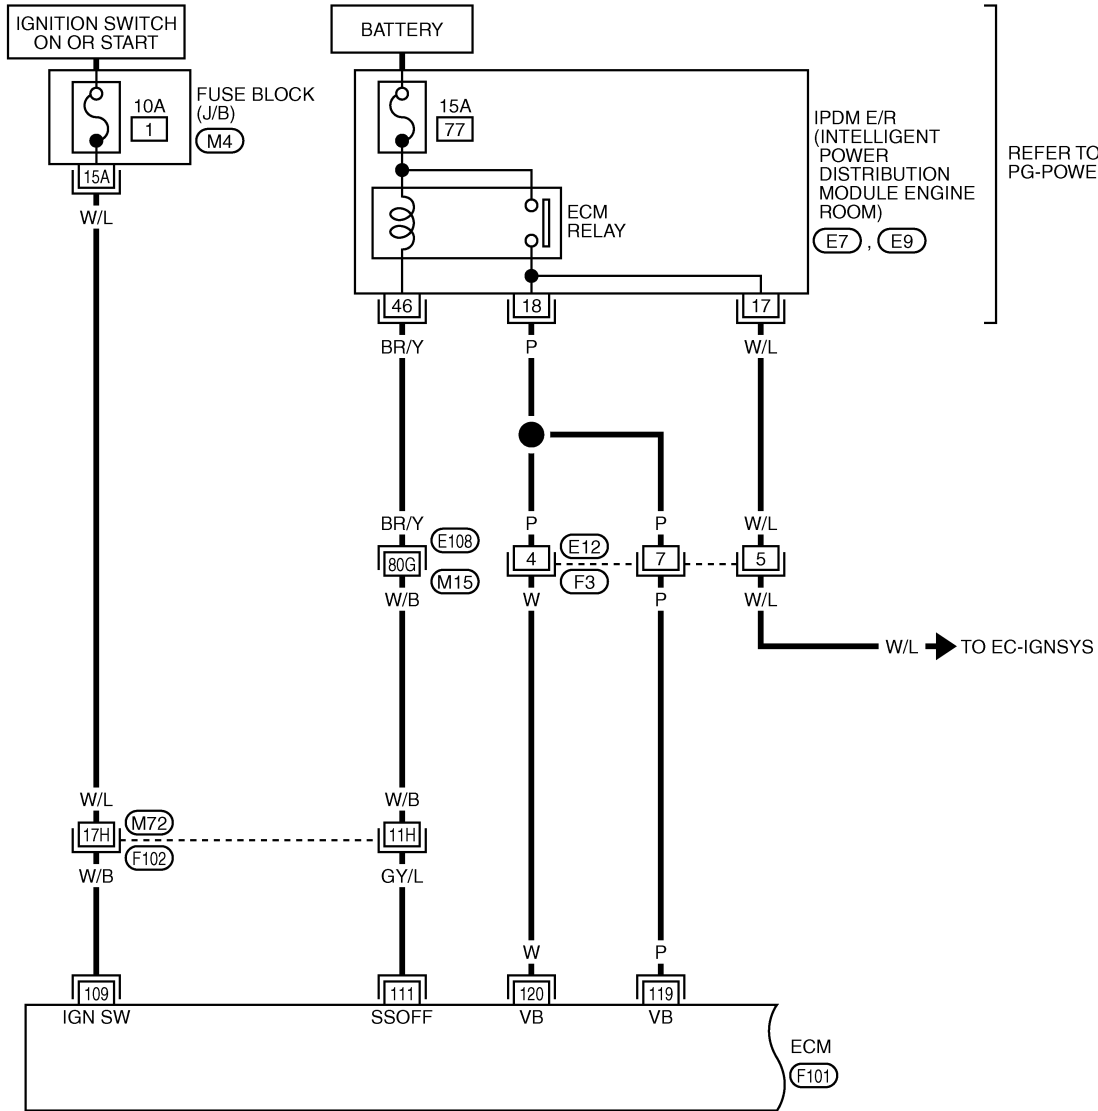 IGNITION SWITCH
ON OR START
BATTERY
10A
1
FUSE BLOCK
(J/B)
M4
15A
77
IPDM E/R
(INTELLIGENT
POWER
DISTRIBUTION
MODULE ENGINE
ROOM)
E7 , E9
REFER TO
PG-POWE
ECM
RELAY
15A
W/L
46
18
17
BR/Y
P
W/L
BR/Y
P
P
W/L
80G
E108
M15
4
E12
F3
7
5
W/B
W
P
W/L
W/L
TO EC-IGNSYS
W/L
W/B
17H
M72
F102
11H
W/B
GY/L
W
P
109
111
120
119
IGN SW
SSOFF
VB
VB
ECM
F101